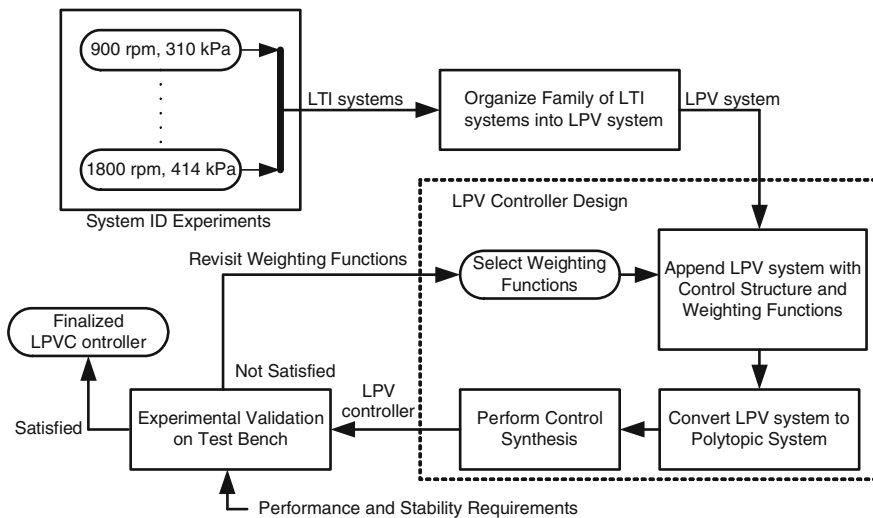 900 rpm, 310 kPa
1800 rpm, 414 kPa
System ID Experiments
LTI systems
Organize Family of LTI
systems into LPV system
LPV system
LPV Controller Design
Revisit Weighting Functions
Select Weighting
Functions
Append LPV system with
Control Structure and
Weighting Functions
Finalized
LPVC ontroller
Not Satisfied
Satisfied
Experimental Validation
on Test Bench
LPV
controller
Perform Control
Synthesis
Convert LPV system to
Polytopic System
Performance and Stability Requirements